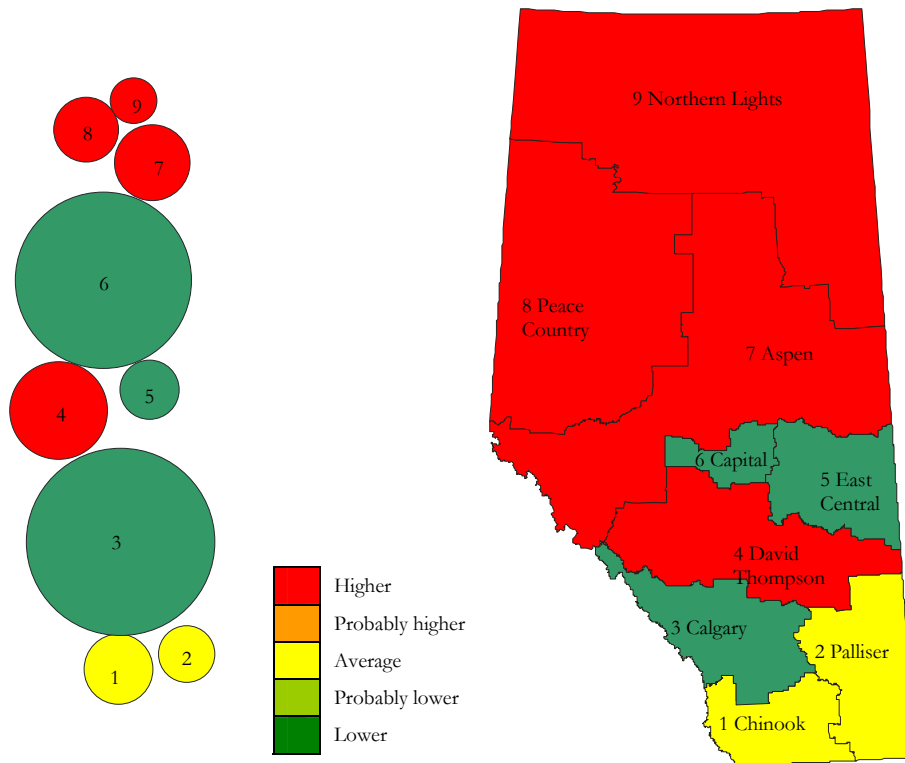 9
8
7
6
5
4
3
2
1
Higher
Probably higher
Average
Probably lower
Lower
9 Northern Lights
8 Peace
Country
7 Aspen
6 Capital
5 East
Central
4 David
Thompson
3 Calgary
2 Palliser
1 Chinook